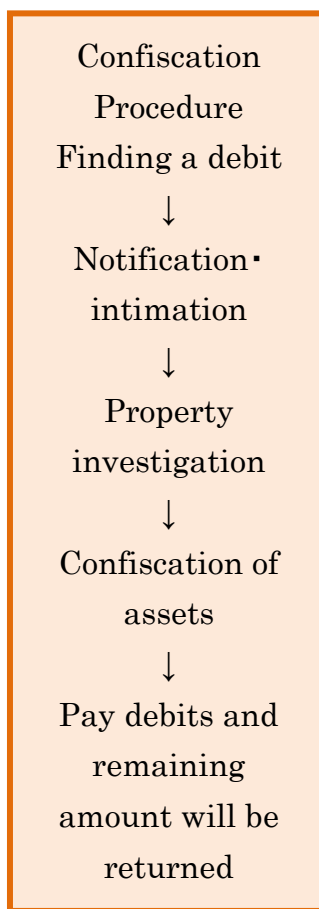 Confiscation
Procedure
Finding a debit
↓
Notification・
intimation
↓
Property
investigation
↓
Confiscation of
assets
↓
Pay debits and
remaining
amount will be
returned